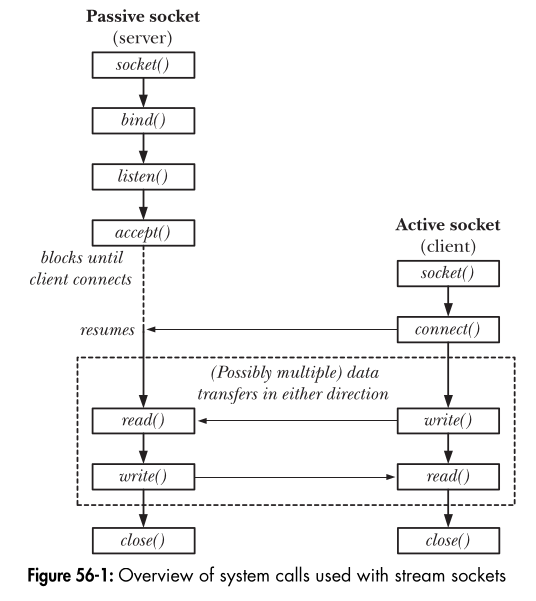 Passive socket
(server)
socket()
bind()
listen()
accept()
blocks until
client connects
Active socket
(client)
socket()
resumes
connect()
(Possibly multiple) data
transfers in either direction
read()
write()
write()
read()
close()
close()
Figure 56-1: Overview of system calls used with stream sockets